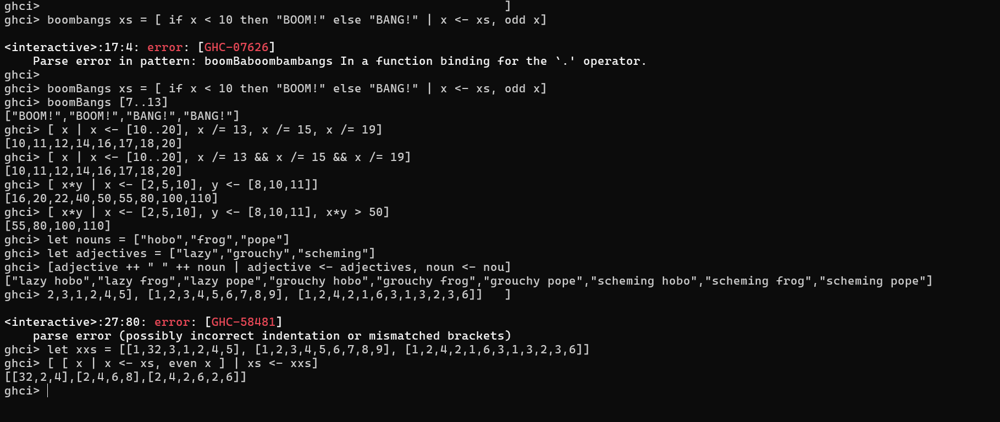 ghci>                                                                 ]
ghci> boombangs xs = [ if x < 10 then "BOOM!" else "BANG!" | x <- xs, odd x]
<interactive>:17:4: error: [GHC-07626]
    Parse error in pattern: boomBaboombambangs In a function binding for the `.' operator.
ghci>
ghci> boomBangs xs = [ if x < 10 then "BOOM!" else "BANG!" | x <- xs, odd x]
ghci> boomBangs [7..13]
["BOOM!","BOOM!","BANG!","BANG!"]
ghci> [ x | x <- [10..20], x /= 13, x /= 15, x /= 19]
[10,11,12,14,16,17,18,20]
ghci> [ x | x <- [10..20], x /= 13 && x /= 15 && x /= 19]
[10,11,12,14,16,17,18,20]
ghci> [ x*y | x <- [2,5,10], y <- [8,10,11]]
[16,20,22,40,50,55,80,100,110]
ghci> [ x*y | x <- [2,5,10], y <- [8,10,11], x*y > 50]
[55,80,100,110]
ghci> let nouns = ["hobo","frog","pope"]
ghci> let adjectives = ["lazy","grouchy","scheming"]
ghci> [adjective ++ " " ++ noun | adjective <- adjectives, noun <- nou]
["lazy hobo","lazy frog","lazy pope","grouchy hobo","grouchy frog","grouchy pope","scheming hobo","scheming frog","scheming pope"]
ghci> 2,3,1,2,4,5], [1,2,3,4,5,6,7,8,9], [1,2,4,2,1,6,3,1,3,2,3,6]]   ]
<interactive>:27:80: error: [GHC-58481]
    parse error (possibly incorrect indentation or mismatched brackets)
ghci> let xxs = [[1,32,3,1,2,4,5], [1,2,3,4,5,6,7,8,9], [1,2,4,2,1,6,3,1,3,2,3,6]]
ghci> [ [ x | x <- xs, even x ] | xs <- xxs]
[[32,2,4],[2,4,6,8],[2,4,2,6,2,6]]
ghci>